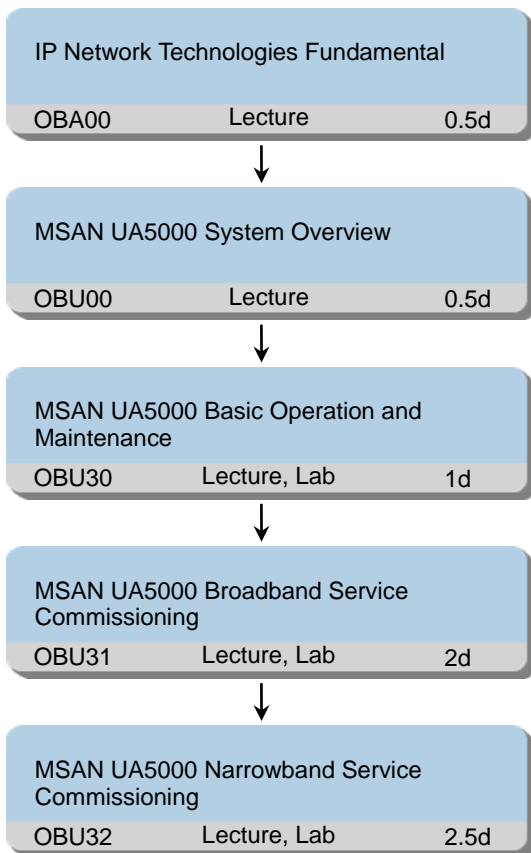 IP Network Technologies Fundamental
OBA00 Lecture 0.5d
MSAN UA5000 System Overview
OBU00 Lecture 0.5d
MSAN UA5000 Basic Operation and
Maintenance
OBU30 Lecture, Lab 1d
MSAN UA5000 Broadband Service
Commissioning
OBU31 Lecture, Lab 2d
MSAN UA5000 Narrowband Service
Commissioning
OBU32 Lecture, Lab 2.5d